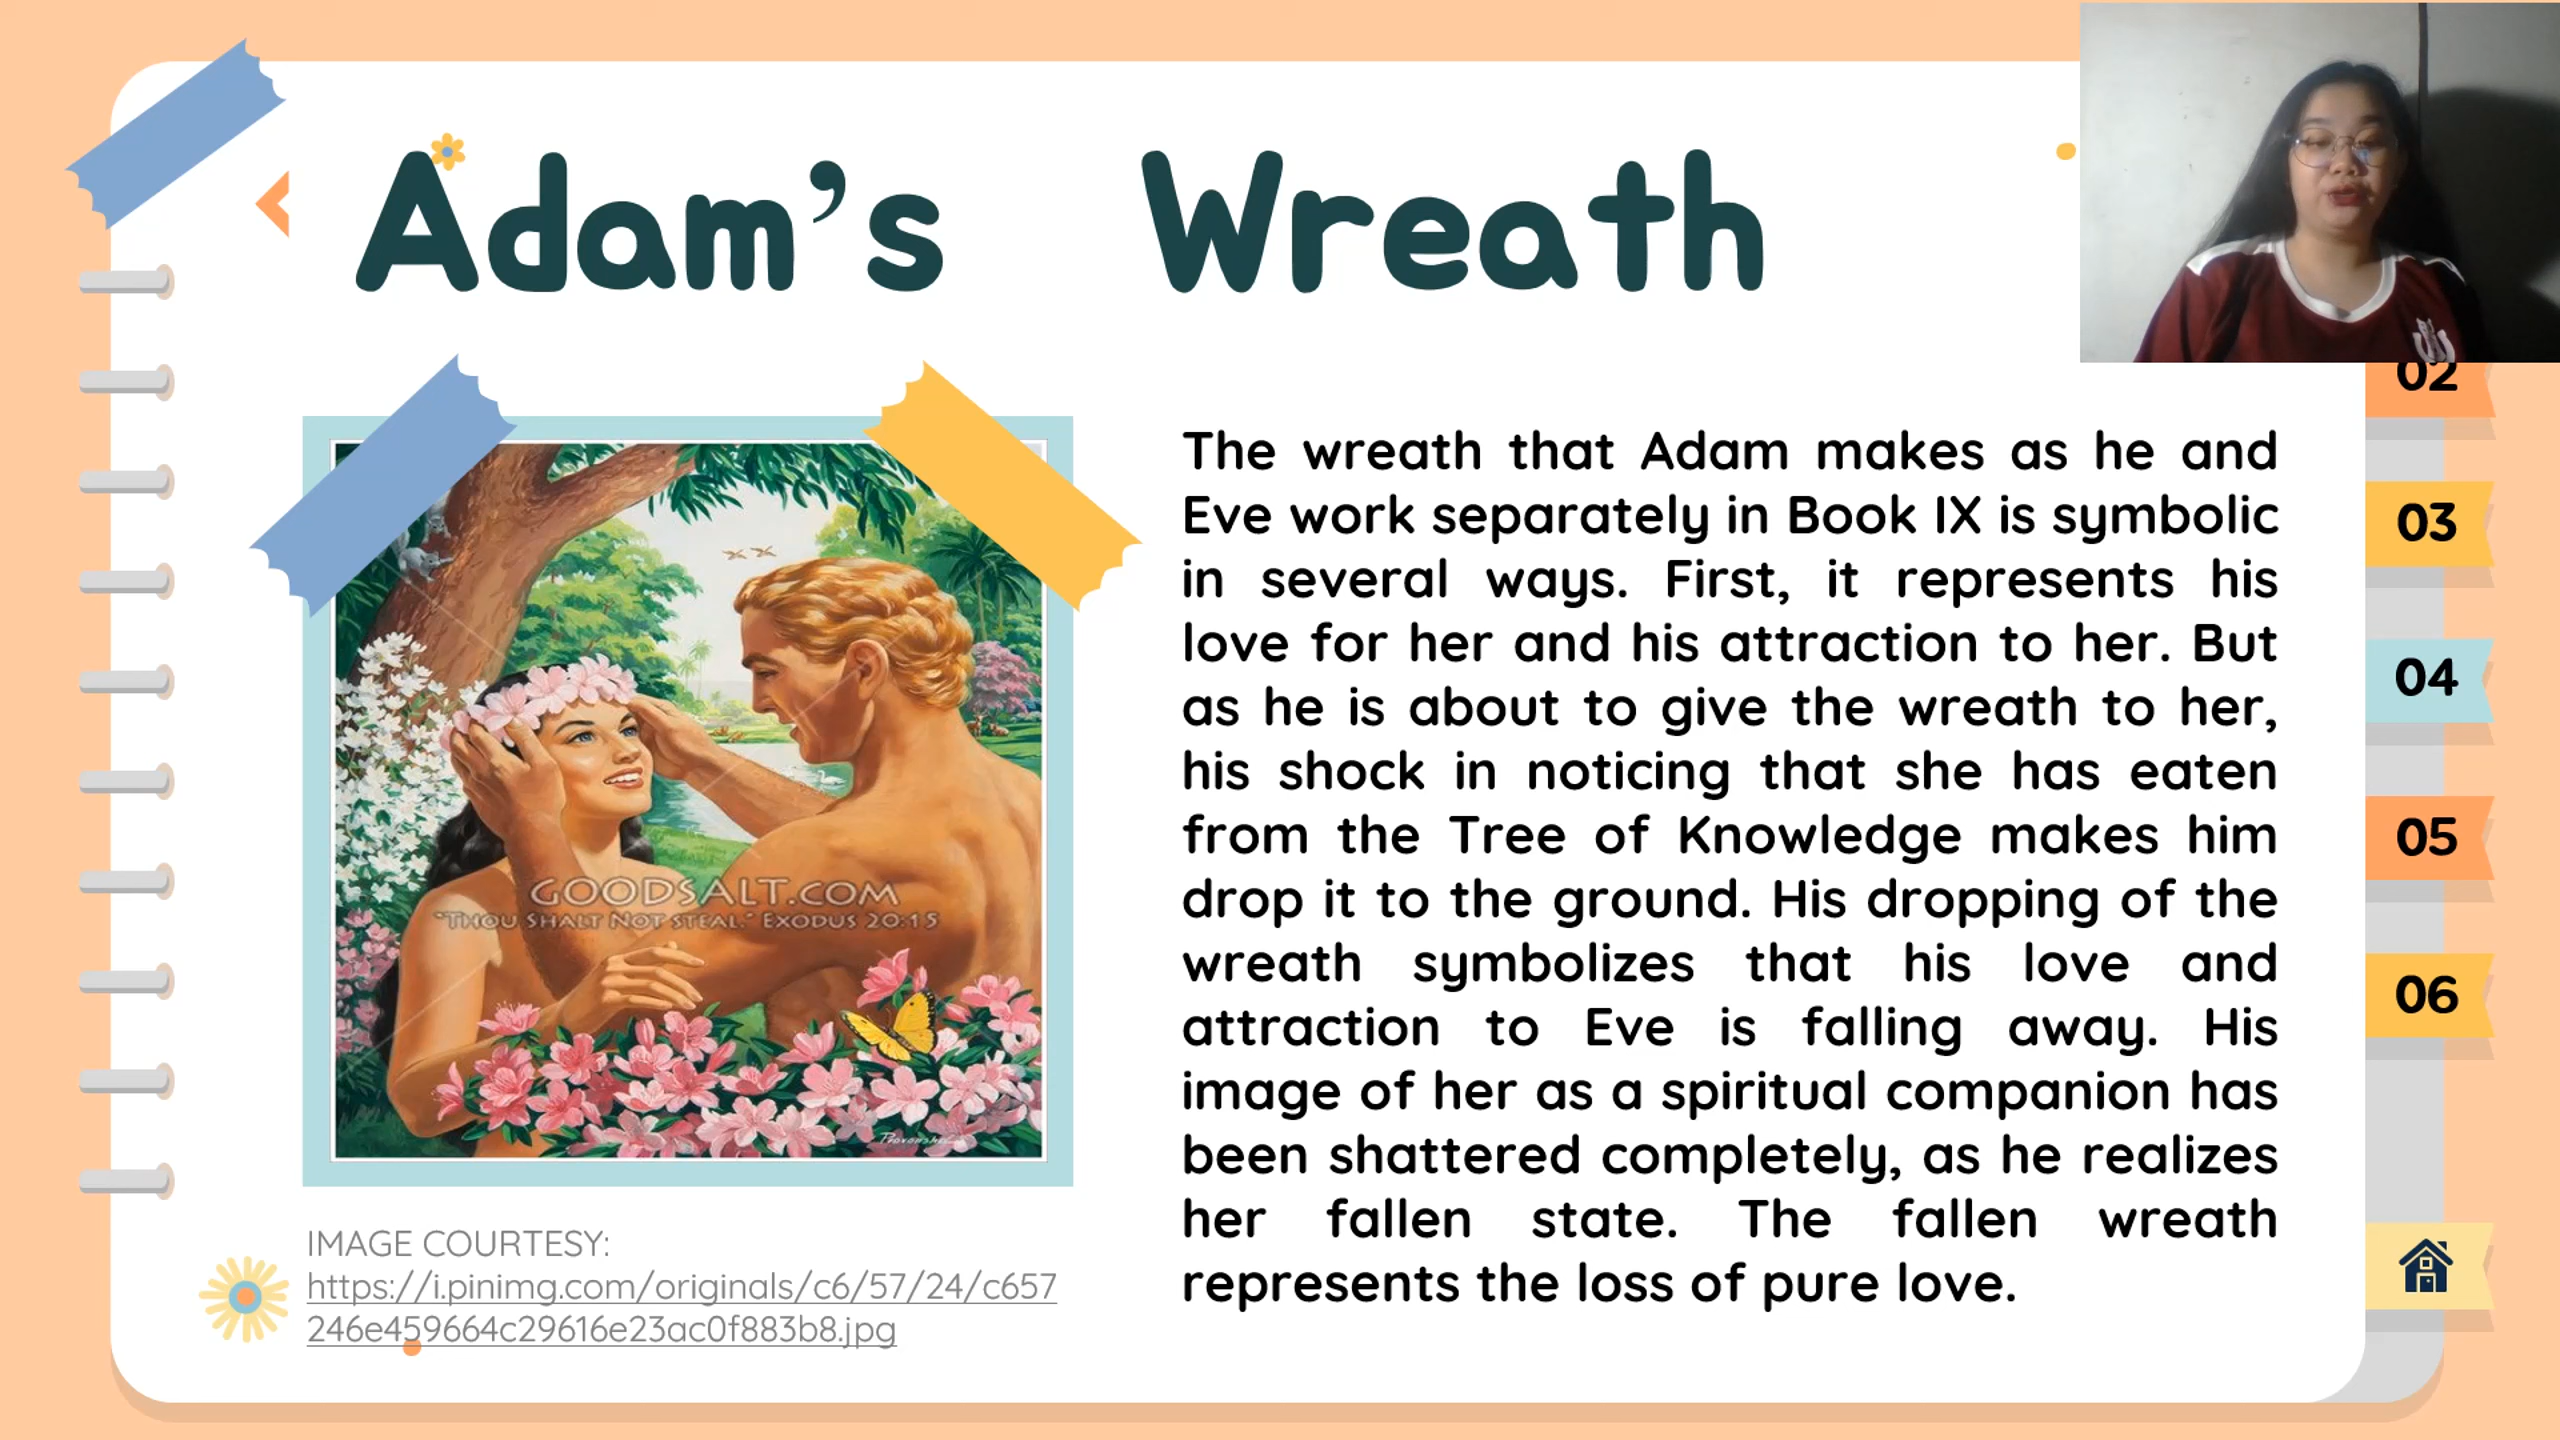 Adam's Wreath
The wreath that Adam makes as he and
Eve work separately in Book IX is symbolic
in several ways. First, it represents his
love for her and his attraction to her. But
as he is about to give the wreath to her,
his shock in noticing that she has eaten
from the Tree of Knowledge makes him
drop it to the ground. His dropping of the
wreath symbolizes that his love and
attraction to Eve is falling away. His
image of her as a spiritual companion has
been shattered completely, as he realizes
her fallen state. The fallen wreath
represents the loss of pure love.
GOODSALT.COM
"THOU SHALT NOT STEAL." EXODUS 20:15
IMAGE COURTESY:
https://i.pinimg.com/originals/c6/57/24/c657
246e459664c29616e23ac0f883b8.jpg
02
03
04
05
06